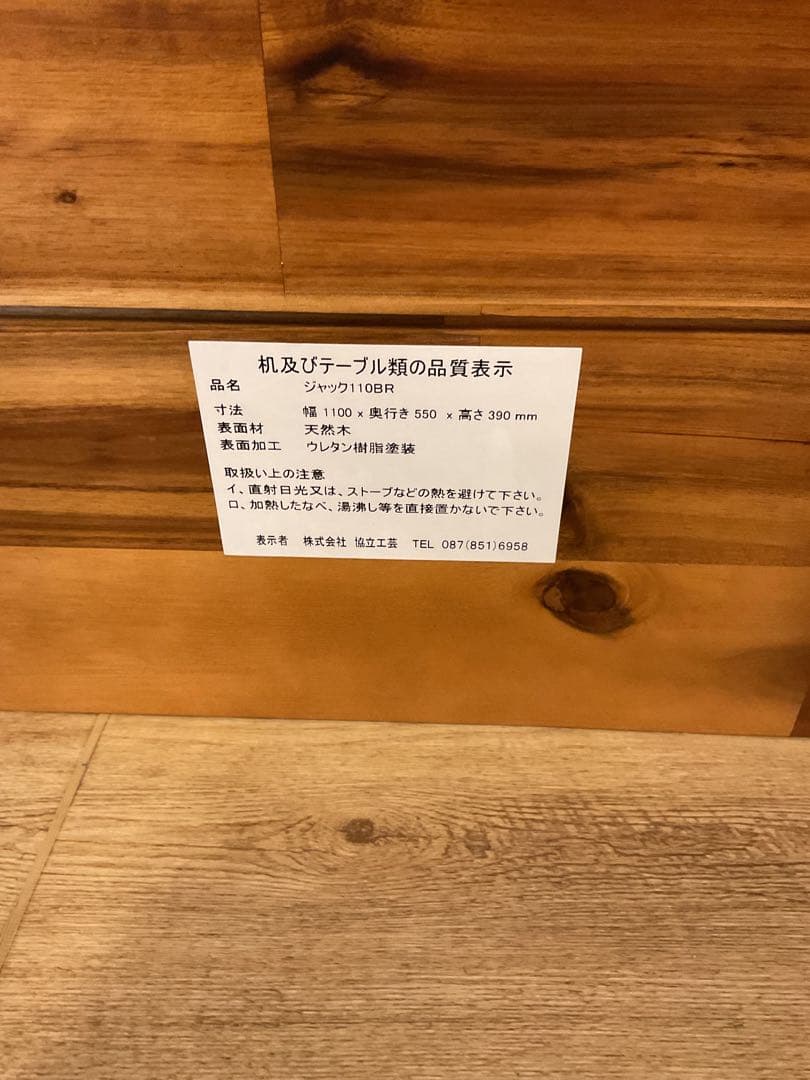 机及びテーブル類の品質表示
品名 ジャック110BR
寸法 幅 1100 x 奥行き 550 x 高さ 390 mm
表面材 天然木
表面加工 ウレタン樹脂塗装
取扱い上の注意
イ、直射日光又は、ストーブなどの熱を避けて下さい。
ロ、加熱したなべ、湯沸し等を直接置かないで下さい。
表示者 株式会社 協立工芸 TEL 087(851)6958